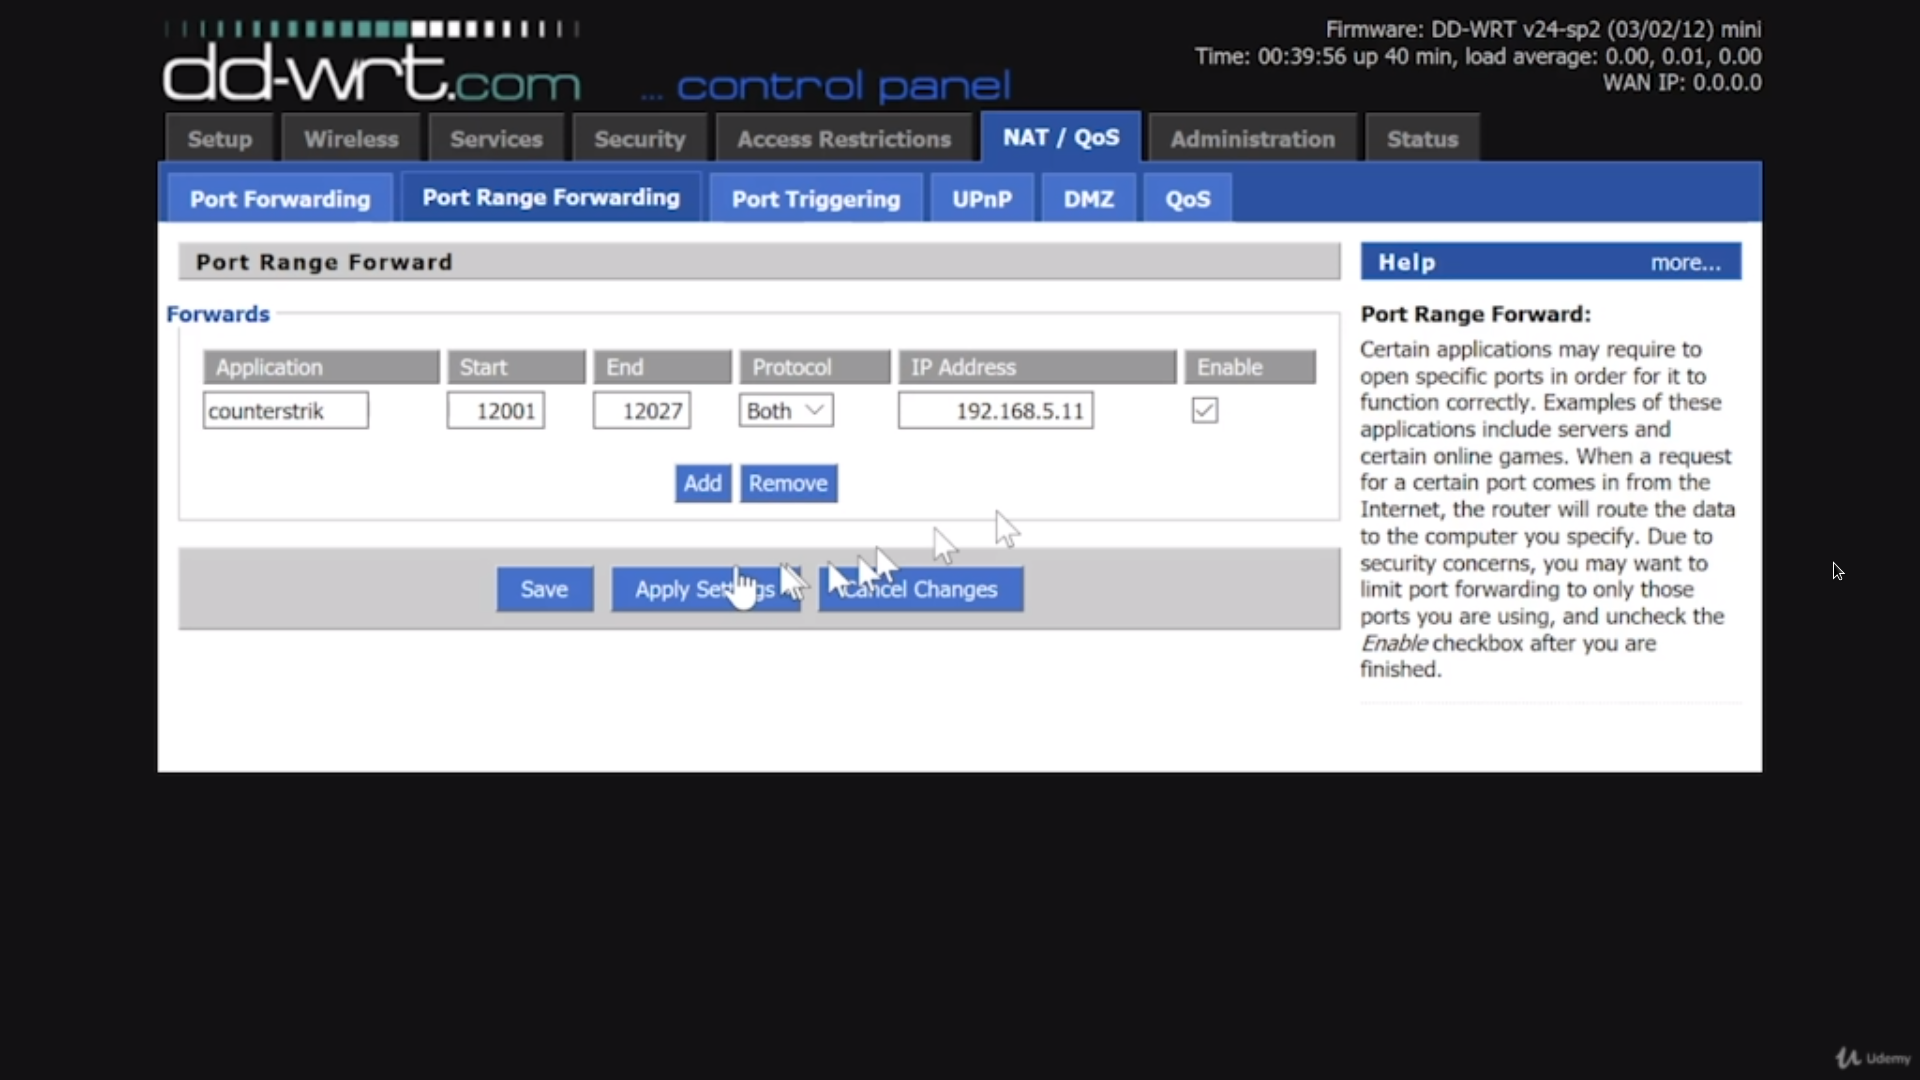 dd-wrt.com ... control panel
Firmware: DD-WRT v24-sp2 (03/02/12) mini
Time: 00:39:56 up 40 min, load average: 0.00, 0.01, 0.00
WAN IP: 0.0.0.0
Setup Wireless Services Security Access Restrictions NAT / QoS Administration Status
Port Forwarding Port Range Forwarding Port Triggering UPnP DMZ QoS
Port Range Forward
Forwards
Application Start End Protocol IP Address Enable
counterstrik 12001 12027 Both 192.168.5.11
Add Remove
Save Apply Settings Cancel Changes
Help more...
Port Range Forward:
Certain applications may require to
open specific ports in order for it to
function correctly. Examples of these
applications include servers and
certain online games. When a request
for a certain port comes in from the
Internet, the router will route the data
to the computer you specify. Due to
security concerns, you may want to
limit port forwarding to only those
ports you are using, and uncheck the
Enable checkbox after you are
finished.
Udemy